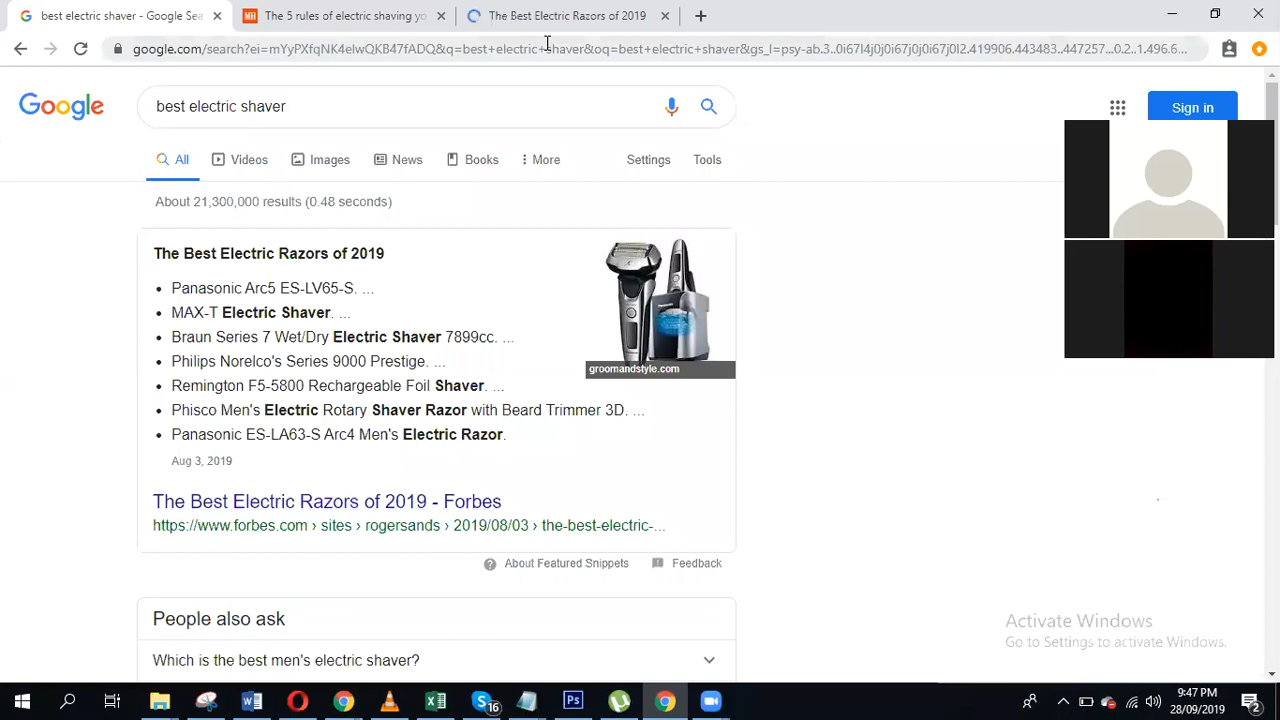 best electric shaver - Google Sea
Mii The 5 rules of electric shaving yo
The Best Electric Razors of 2019
google.com/search?ei=mYyPXfqNK4elwQKB47fADQ&q=best+electric+shaver&oq=best+electric+shaver&gs_l=psy-ab.3..0i67l4j0j0i67j0j0i67j0l2.419906.443483..447257...0.2..1.496.6...
Google
best electric shaver
Sign in
All Videos Images News Books More Settings Tools
About 21,300,000 results (0.48 seconds)
The Best Electric Razors of 2019
• Panasonic Arc5 ES-LV65-S. ...
• MAX-T Electric Shaver. ...
• Braun Series 7 Wet/Dry Electric Shaver 7899cc. ...
• Philips Norelco's Series 9000 Prestige. ...
• Remington F5-5800 Rechargeable Foil Shaver. ...
• Phisco Men's Electric Rotary Shaver Razor with Beard Trimmer 3D. ...
• Panasonic ES-LA63-S Arc4 Men's Electric Razor.
groomandstyle.com
Aug 3, 2019
The Best Electric Razors of 2019 - Forbes
https://www.forbes.com › sites › rogersands › 2019/08/03 › the-best-electric-...
About Featured Snippets Feedback
People also ask
Which is the best men's electric shaver?
Activate Windows
Go to Settings to activate Windows.
16
9:47 PM
28/09/2019
2